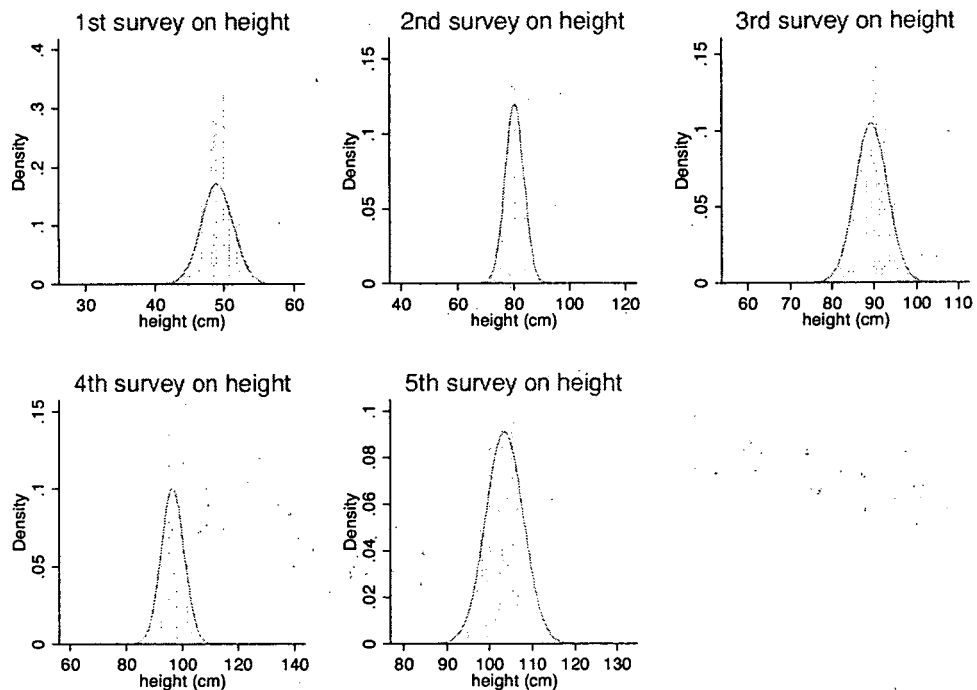 1st survey on height
Density
0 .1 .2 .3 .4
30 40 50 60
height (cm)
2nd survey on height
Density
0 .05 .1 .15
40 60 80 100 120
height (cm)
3rd survey on height
Density
0 .05 .1 .15
60 70 80 90 100 110
height (cm)
4th survey on height
Density
0 .05 .1 .15
60 80 100 120 140
height (cm)
5th survey on height
Density
0 .02 .04 .06 .08 .1
80 90 100 110 120 130
height (cm)